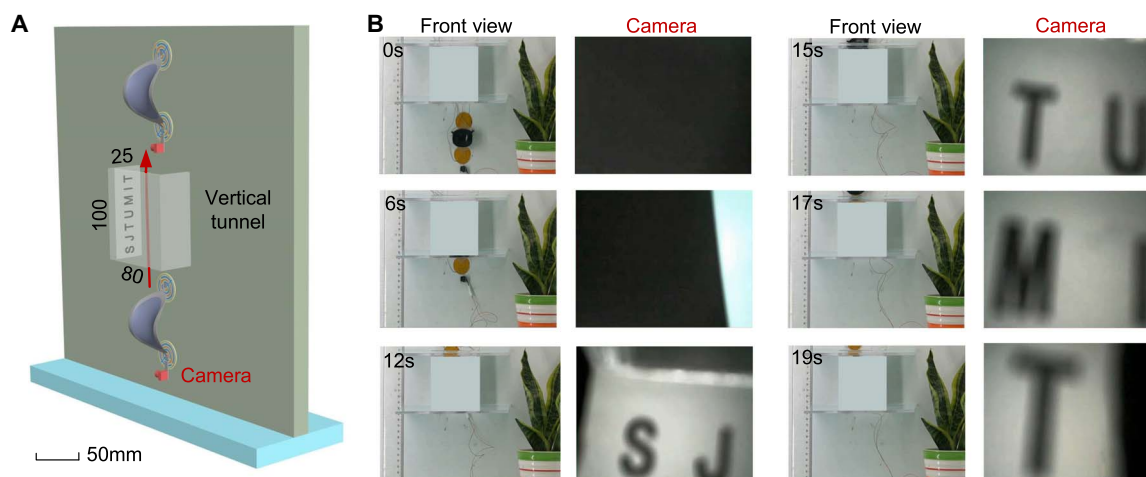 A
25
100
SJTUMIT
80
Vertical
tunnel
Camera
50mm
B
Front view
Camera
Front view
Camera
0s
15s
T U
6s
17s
M
12s
S J
19s
T